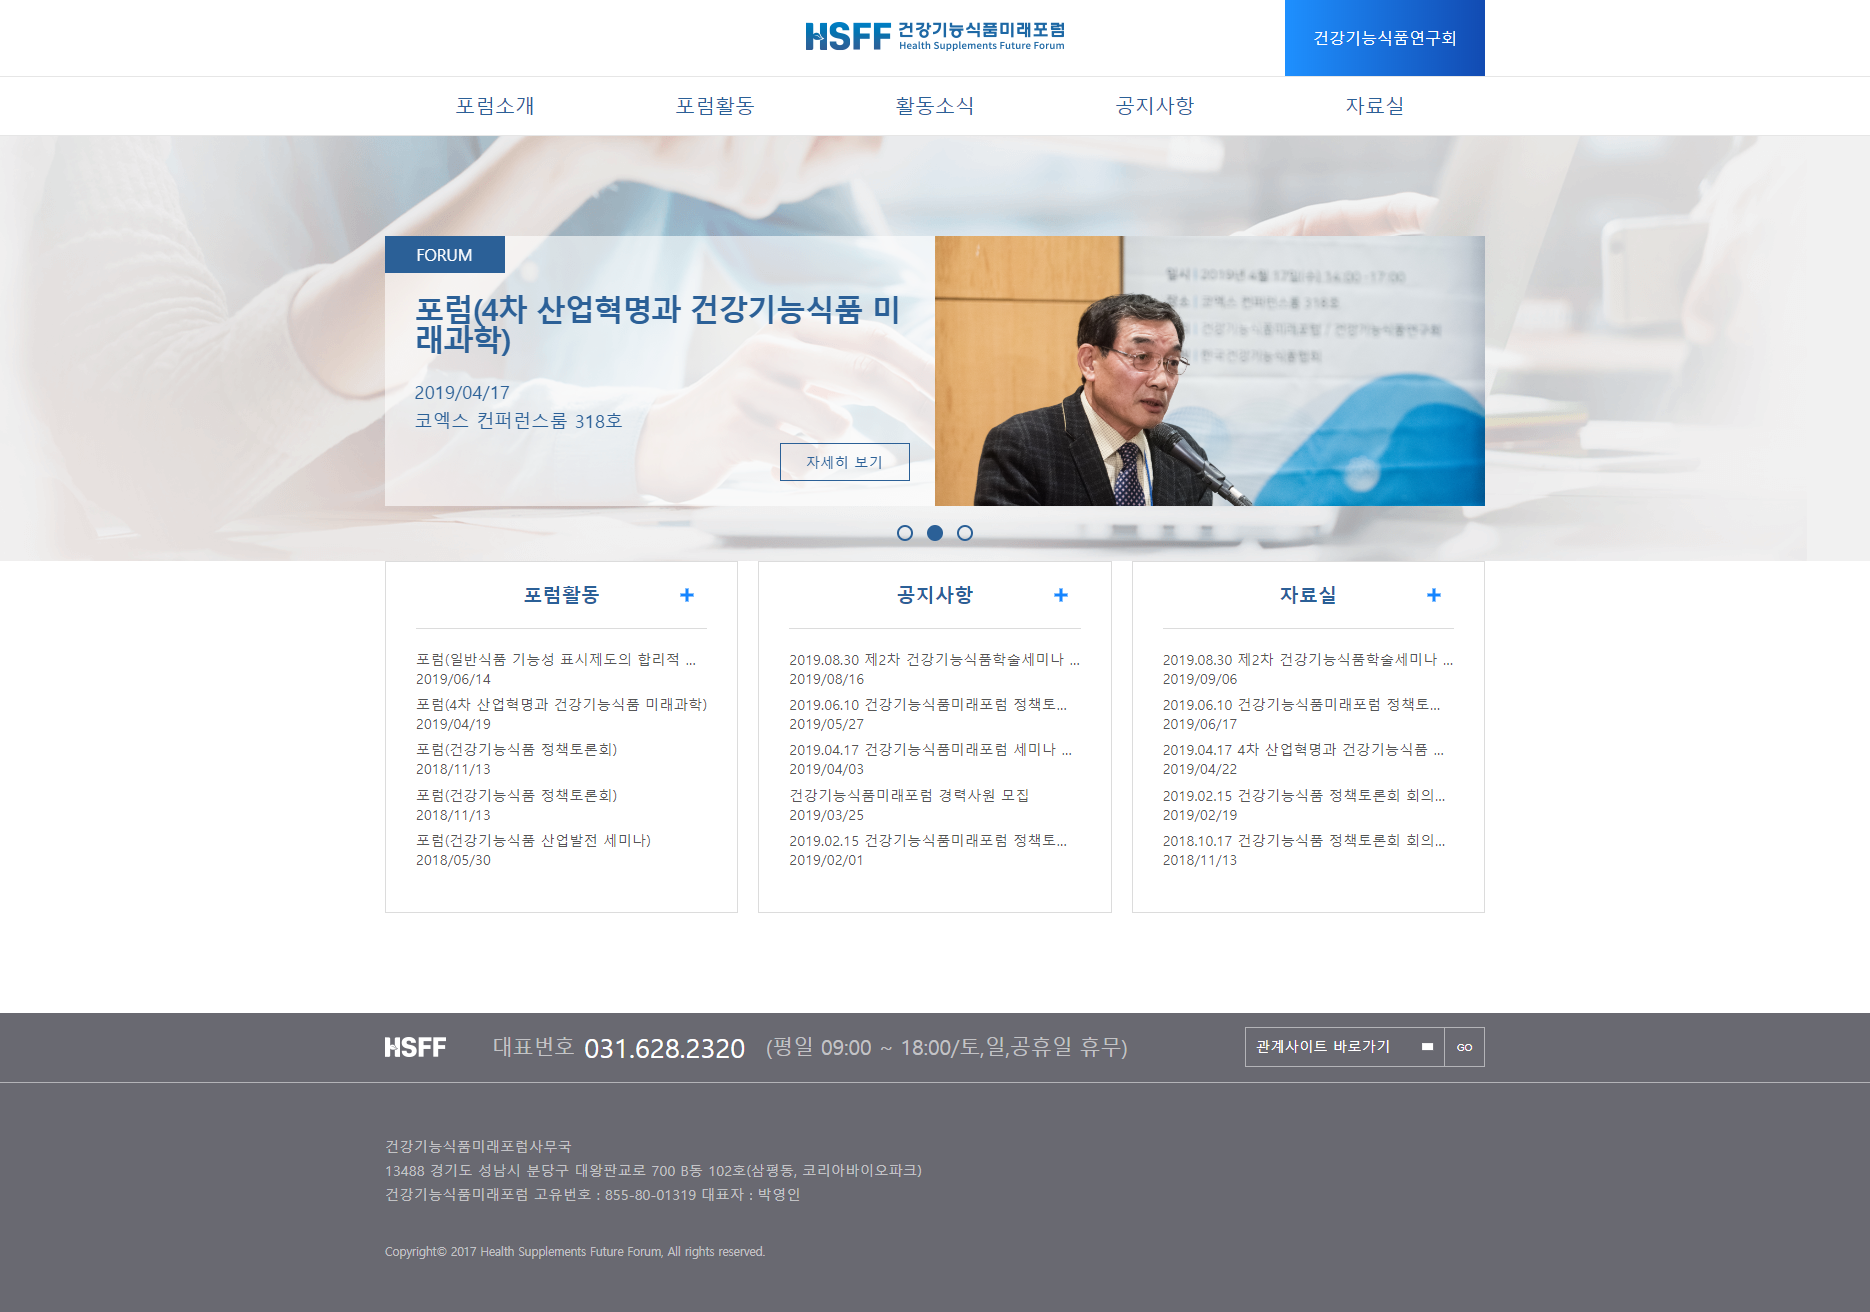 HSFF 건강기능식품미래포럼
Health Supplements Future Forum
건강기능식품연구회
포럼소개 포럼활동 활동소식 공지사항 자료실
FORUM
포럼(4차 산업혁명과 건강기능식품 미
래과학)
2019/04/17
코엑스 컨퍼런스룸 318호
자세히 보기
일시 | 2019년 4월 17일(수) 14:00 -17:00
장소 | 코엑스 컨퍼런스룸 318호
건강기능식품미래포럼 / 건강기능식품연구회
한국건강기능식품협회
포럼활동 +
포럼(일반식품 기능성 표시제도의 합리적 ...
2019/06/14
포럼(4차 산업혁명과 건강기능식품 미래과학)
2019/04/19
포럼(건강기능식품 정책토론회)
2018/11/13
포럼(건강기능식품 정책토론회)
2018/11/13
포럼(건강기능식품 산업발전 세미나)
2018/05/30
공지사항 +
2019.08.30 제2차 건강기능식품학술세미나 ...
2019/08/16
2019.06.10 건강기능식품미래포럼 정책토...
2019/05/27
2019.04.17 건강기능식품미래포럼 세미나 ...
2019/04/03
건강기능식품미래포럼 경력사원 모집
2019/03/25
2019.02.15 건강기능식품미래포럼 정책토...
2019/02/01
자료실 +
2019.08.30 제2차 건강기능식품학술세미나 ...
2019/09/06
2019.06.10 건강기능식품미래포럼 정책토...
2019/06/17
2019.04.17 4차 산업혁명과 건강기능식품 ...
2019/04/22
2019.02.15 건강기능식품 정책토론회 회의...
2019/02/19
2018.10.17 건강기능식품 정책토론회 회의...
2018/11/13
HSFF 대표번호 031.628.2320 (평일 09:00 ~ 18:00/토,일,공휴일 휴무)
관계사이트 바로가기 GO
건강기능식품미래포럼사무국
13488 경기도 성남시 분당구 대왕판교로 700 B동 102호(삼평동, 코리아바이오파크)
건강기능식품미래포럼 고유번호 : 855-80-01319 대표자 : 박영인
Copyright© 2017 Health Supplements Future Forum, All rights reserved.